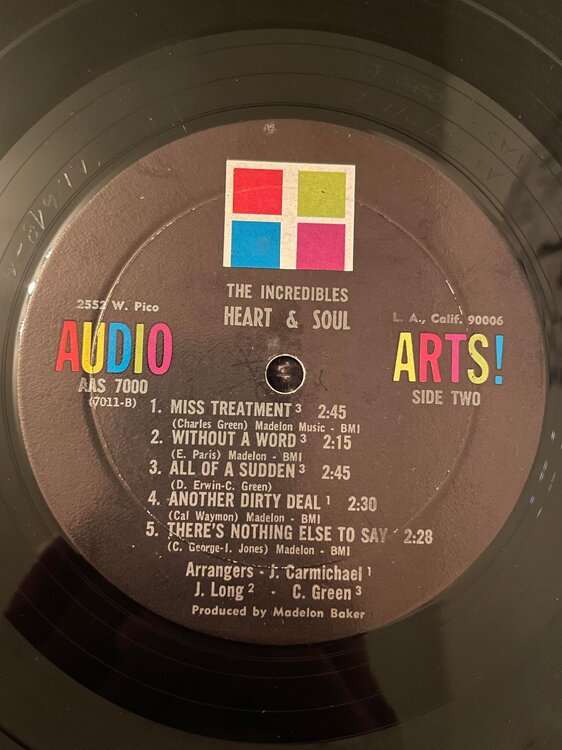 THE INCREDIBLES
HEART & SOUL
2552 W. Pico
AUDIO
AAS 7000
(7011-B)
L. A., Calif. 90006
ARTS!
SIDE TWO
1. MISS TREATMENT 3 2:45
(Charles Green) Madelon Music - BMI
2. WITHOUT A WORD 3 2:15
(E. Paris) Madelon - BMI
3. ALL OF A SUDDEN 3 2:45
(D. Erwin-C. Green)
4. ANOTHER DIRTY DEAL 1 2:30
(Cal Waymon) Madelon - BMI
5. THERE'S NOTHING ELSE TO SAY 2:28
(C. George-I. Jones) Madelon - BMI
Arrangers - J. Carmichael 1
J. Long 2 - C. Green 3
Produced by Madelon Baker